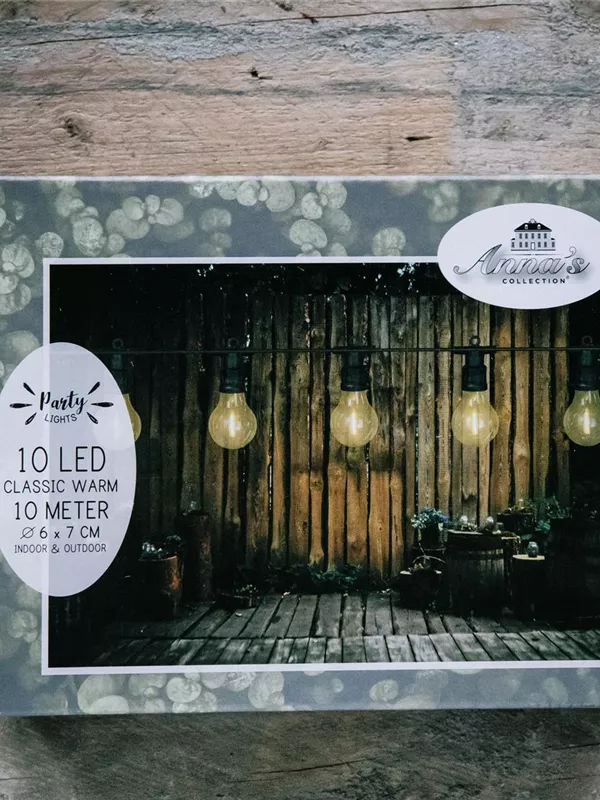 Anna's
COLLECTION®
Party
LIGHTS
10 LED
CLASSIC WARM
10 METER
Ø 6 x 7 CM
INDOOR & OUTDOOR